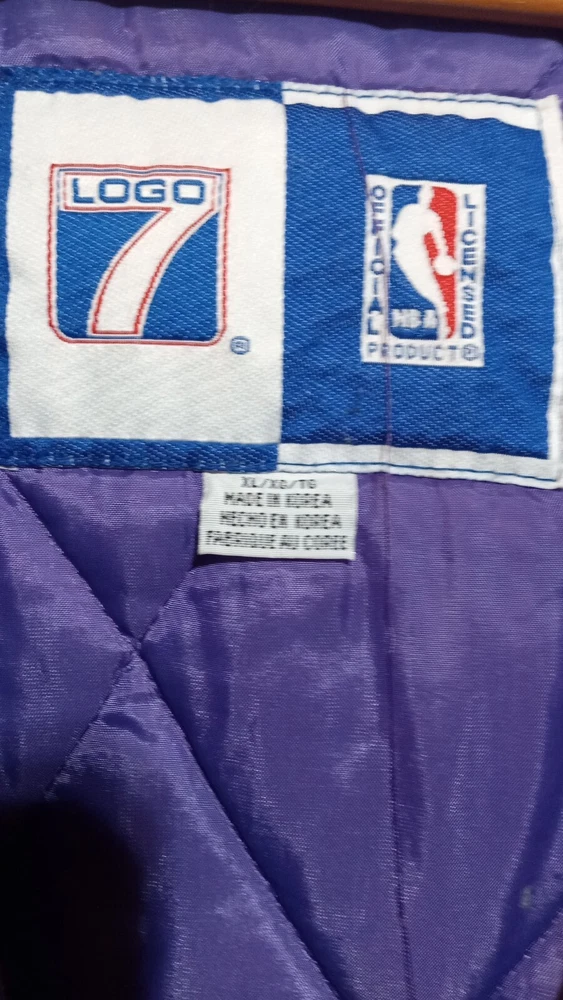 LOGO
7
®
OFFICIAL
LICENSED
NBA
PRODUCT®
XL/XG/TG
MADE IN KOREA
HECHO EN KOREA
FABRIQUE AU COREE